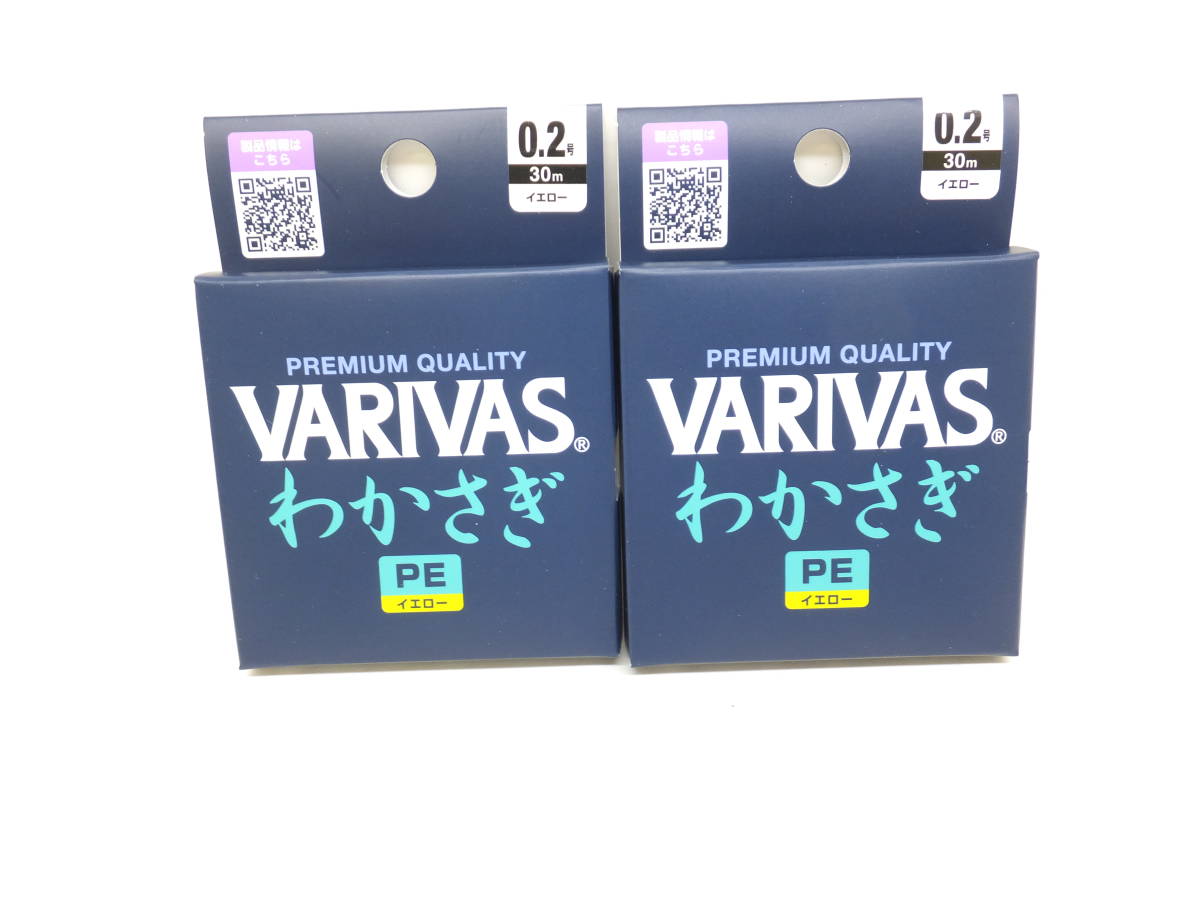 製品情報は
こちら
0.2号
30m
イエロー
PREMIUM QUALITY
VARIVAS®
わかさぎ
PE
イエロー
製品情報は
こちら
0.2号
30m
イエロー
PREMIUM QUALITY
VARIVAS®
わかさぎ
PE
イエロー